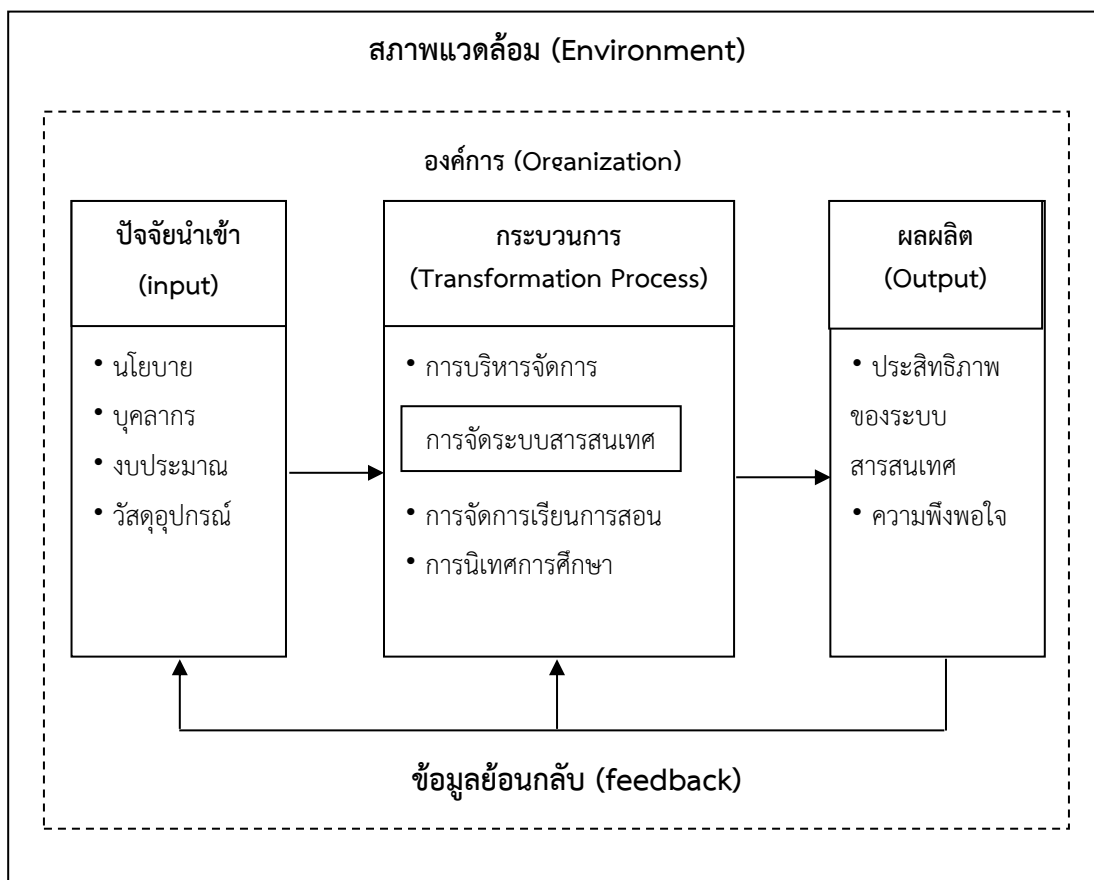 สภาพแวดล้อม (Environment)
องค์การ (Organization)
ปัจจัยนำเข้า
(input)
• นโยบาย
• บุคลากร
• งบประมาณ
• วัสดุอุปกรณ์
กระบวนการ
(Transformation Process)
• การบริหารจัดการ
การจัดระบบสารสนเทศ
• การจัดการเรียนการสอน
• การนิเทศการศึกษา
ผลผลิต
(Output)
• ประสิทธิภาพ
ของระบบ
สารสนเทศ
• ความพึงพอใจ
ข้อมูลย้อนกลับ (feedback)